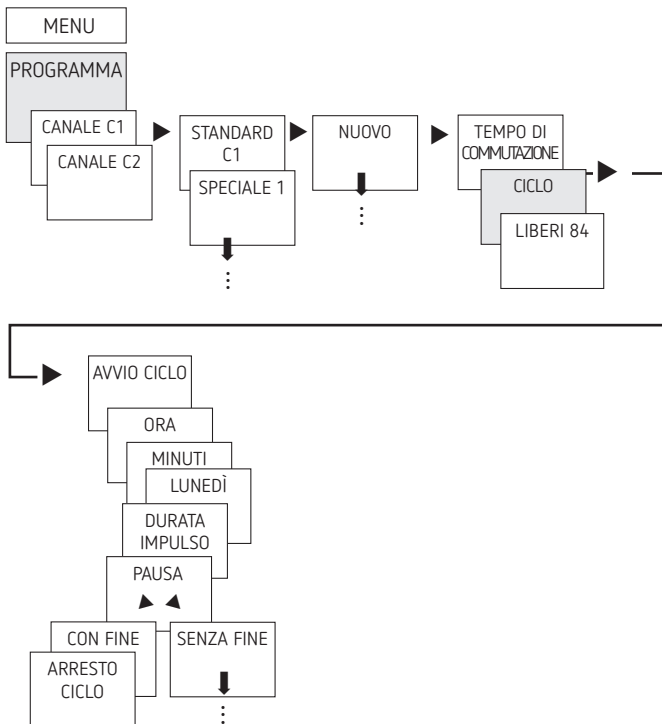 MENU
PROGRAMMA
CANALE C1
CANALE C2
STANDARD
C1
SPECIALE 1
NUOVO
TEMPO DI
COMMUTAZIONE
CICLO
LIBERI 84
AVVIO CICLO
ORA
MINUTI
LUNEDÌ
DURATA
IMPULSO
PAUSA
CON FINE
SENZA FINE
ARRESTO
CICLO